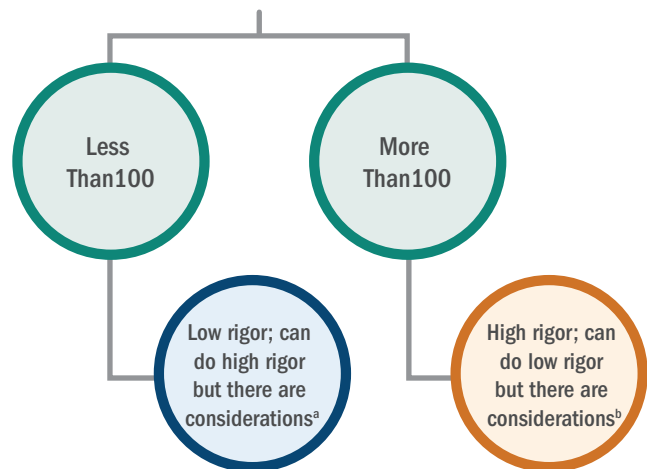 Less
Than100
More
Than100
Low rigor; can
do high rigor
but there are
considerationsᵃ
High rigor; can
do low rigor
but there are
considerationsᵇ